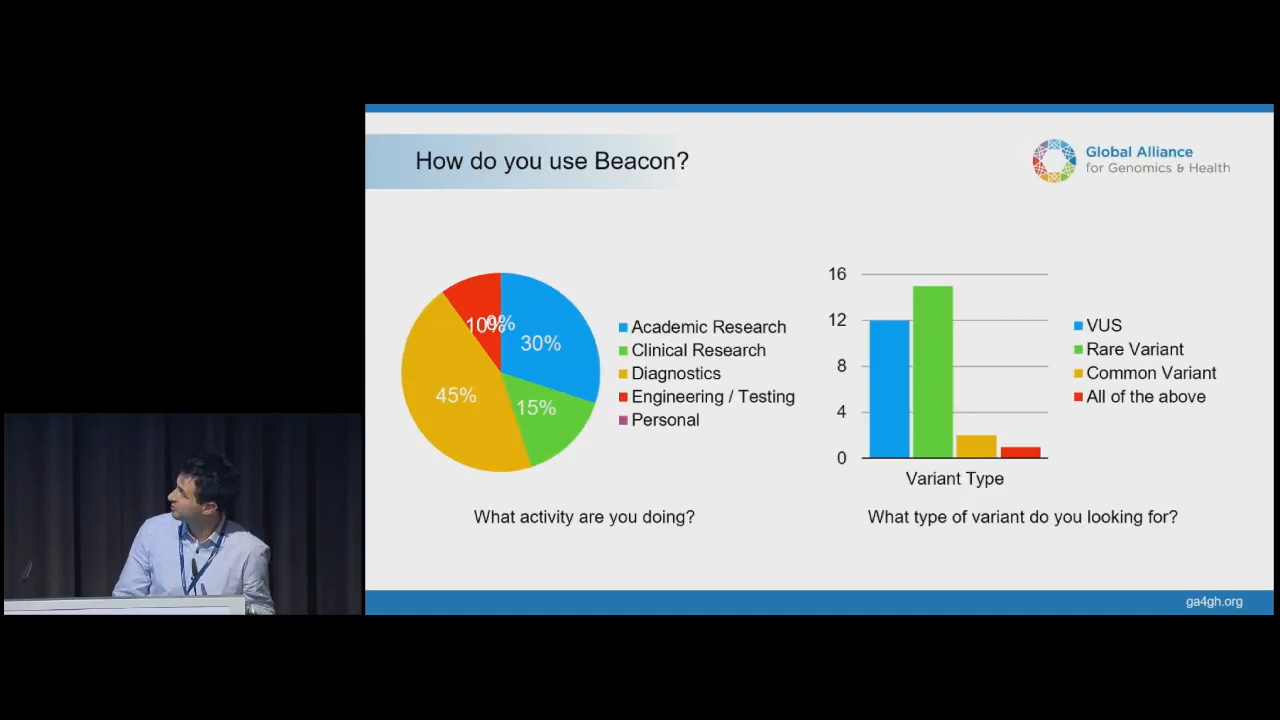 How do you use Beacon?
Global Alliance
for Genomics & Health
10%
0%
30%
45%
15%
Academic Research
Clinical Research
Diagnostics
Engineering / Testing
Personal
What activity are you doing?
16
12
8
4
0
Variant Type
VUS
Rare Variant
Common Variant
All of the above
What type of variant do you looking for?
ga4gh.org